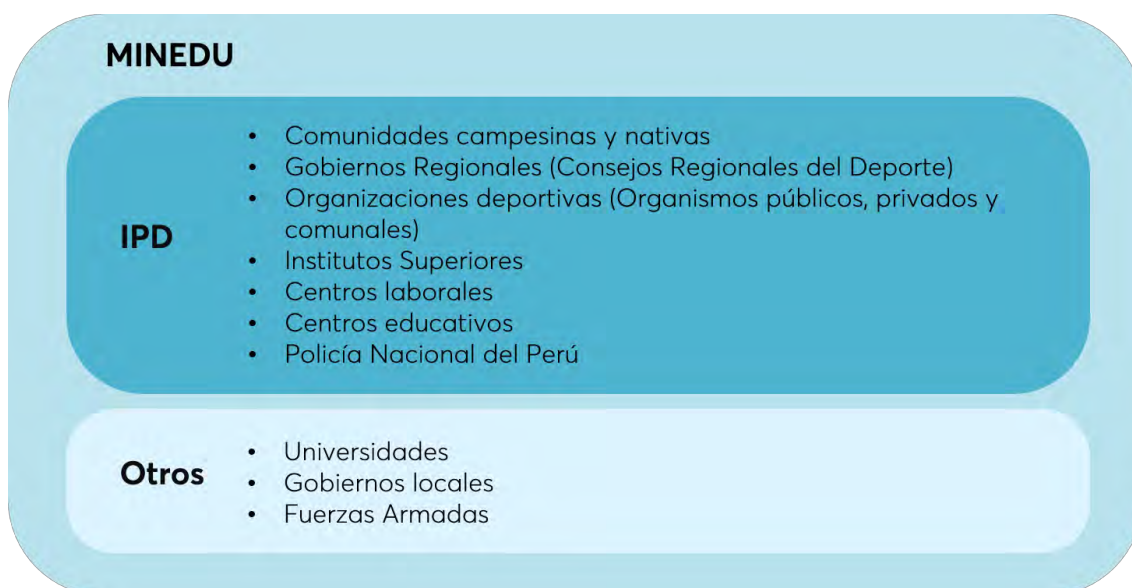 MINEDU
IPD
• Comunidades campesinas y nativas
• Gobiernos Regionales (Consejos Regionales del Deporte)
• Organizaciones deportivas (Organismos públicos, privados y
comunales)
• Institutos Superiores
• Centros laborales
• Centros educativos
• Policía Nacional del Perú
Otros
• Universidades
• Gobiernos locales
• Fuerzas Armadas